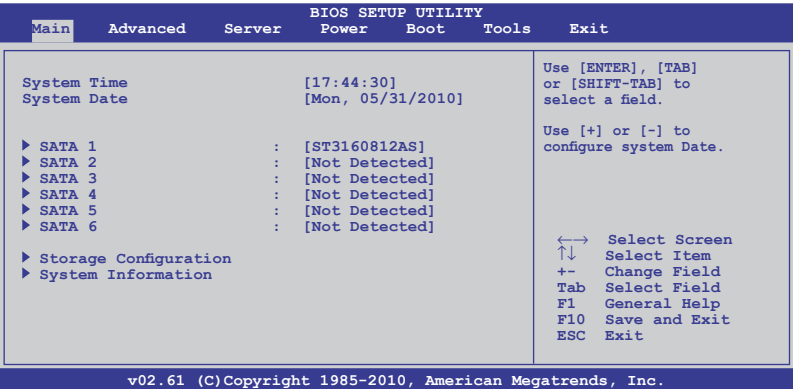 BIOS SETUP UTILITY
Main Advanced Server Power Boot Tools Exit
System Time [17:44:30]
System Date [Mon, 05/31/2010]
SATA 1 : [ST3160812AS]
SATA 2 : [Not Detected]
SATA 3 : [Not Detected]
SATA 4 : [Not Detected]
SATA 5 : [Not Detected]
SATA 6 : [Not Detected]
Storage Configuration
System Information
Use [ENTER], [TAB]
or [SHIFT-TAB] to
select a field.
Use [+] or [-] to
configure system Date.
←→ Select Screen
↑↓ Select Item
+- Change Field
Tab Select Field
F1 General Help
F10 Save and Exit
ESC Exit
v02.61 (C)Copyright 1985-2010, American Megatrends, Inc.